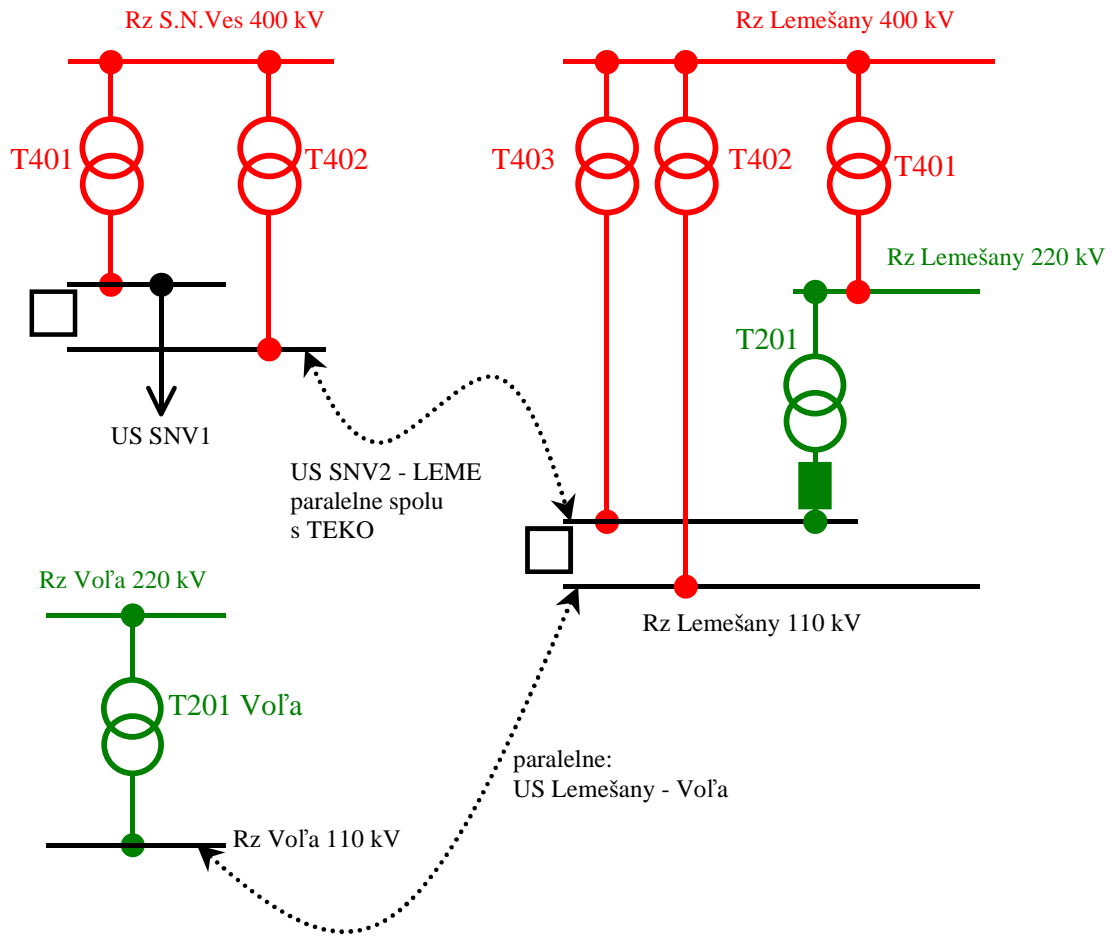 Rz S.N.Ves 400 kV
Rz Lemešany 400 kV
T401
T402
T403
T402
T401
Rz Lemešany 220 kV
T201
US SNV1
US SNV2 - LEME
paralelne spolu
s TEKO
Rz Voľa 220 kV
Rz Lemešany 110 kV
T201 Voľa
paralelne:
US Lemešany - Voľa
Rz Voľa 110 kV